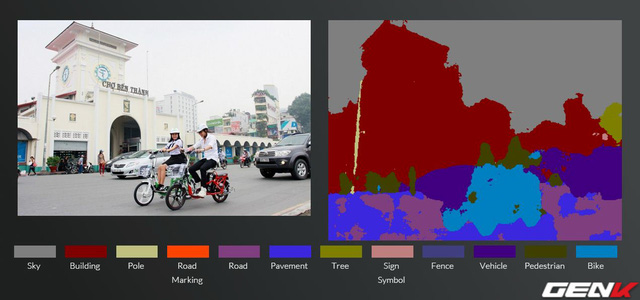 CHỢ BẾN THÀNH
Sky
Building
Pole
Road
Marking
Road
Pavement
Tree
Sign
Symbol
Fence
Vehicle
Pedestrian
Bike
GENK